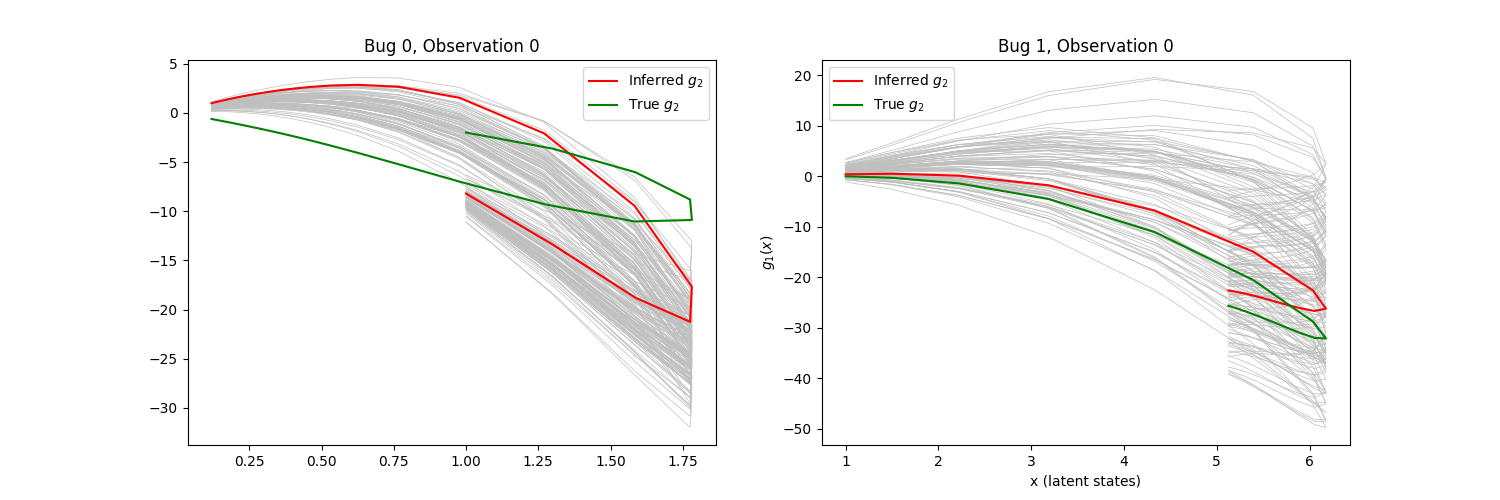 Bug 0, Observation 0
5
0
−5
−10
−15
−20
−25
−30
0.25 0.50 0.75 1.00 1.25 1.50 1.75
Inferred g₂
True g₂
Bug 1, Observation 0
20
10
0
−10
−20
−30
−40
−50
g₁(x)
1 2 3 4 5 6
x (latent states)
Inferred g₂
True g₂